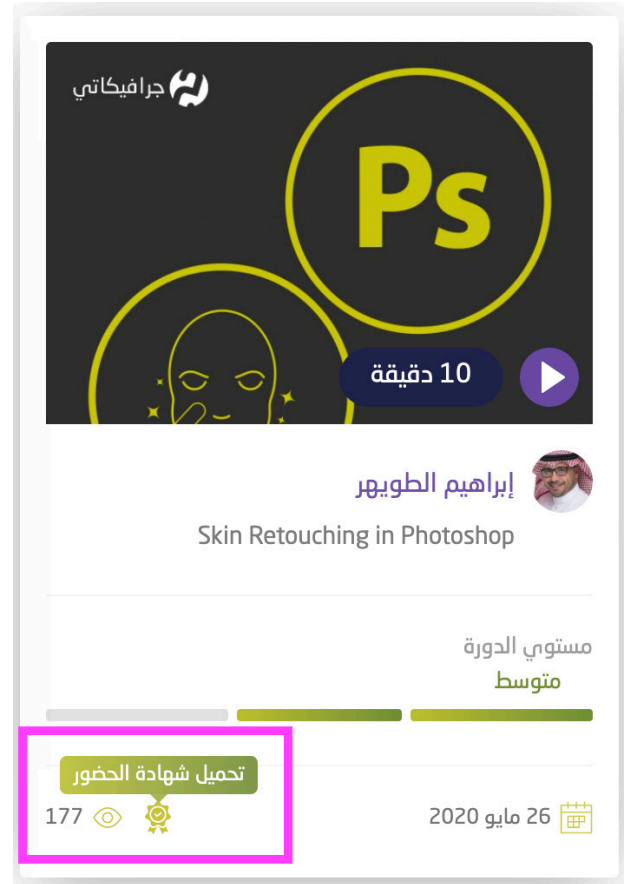 جرافيكاتي
Ps
10 دقيقة
إبراهيم الطويهر
Skin Retouching in Photoshop
مستوي الدورة
متوسط
تحميل شهادة الحضور
26 مايو 2020
177